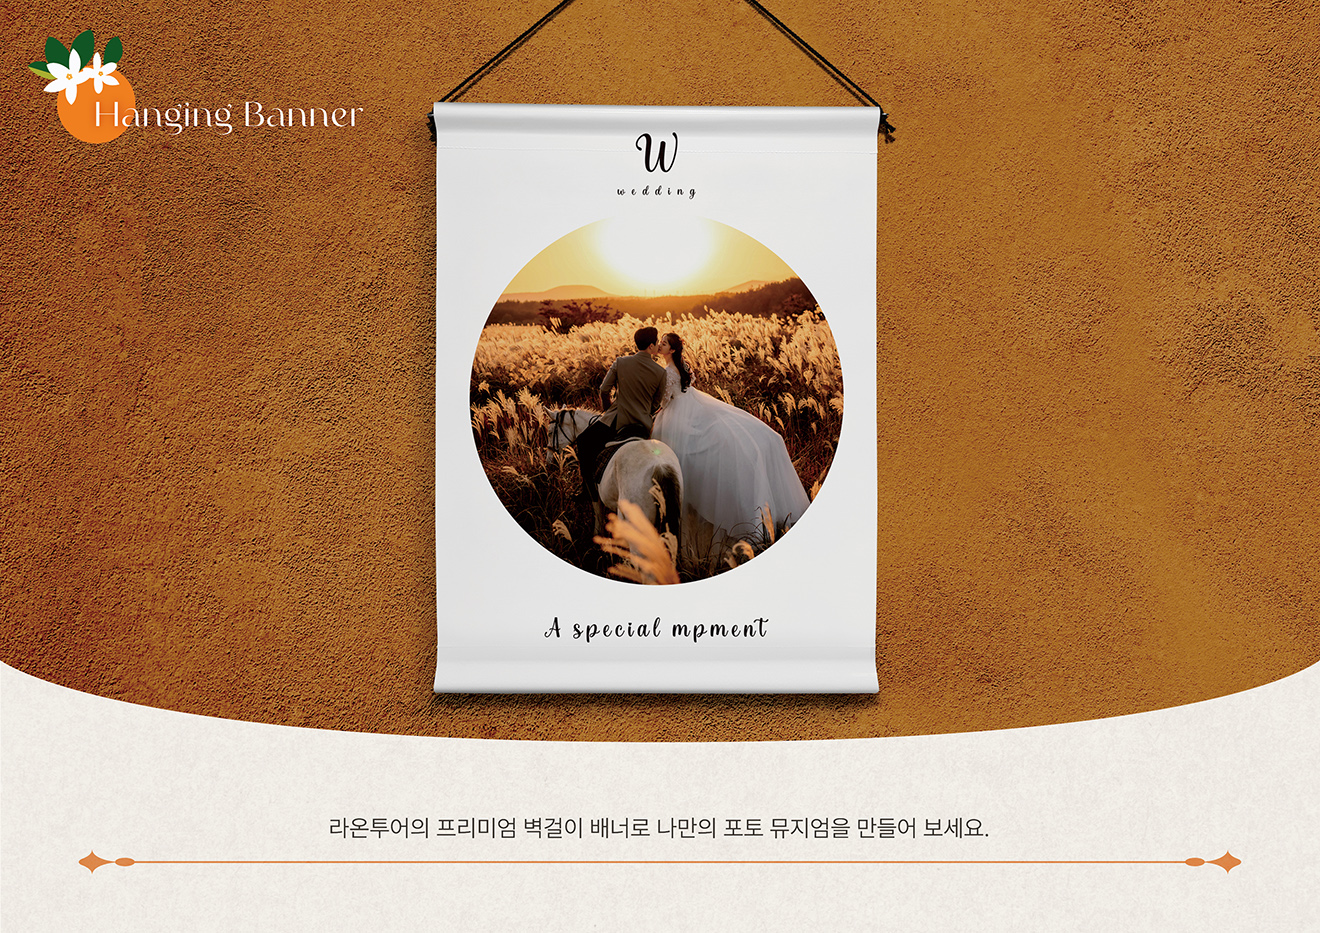 Hanging Banner
W
wedding
A special mpment
라온투어의 프리미엄 벽걸이 배너로 나만의 포토 뮤지엄을 만들어 보세요.